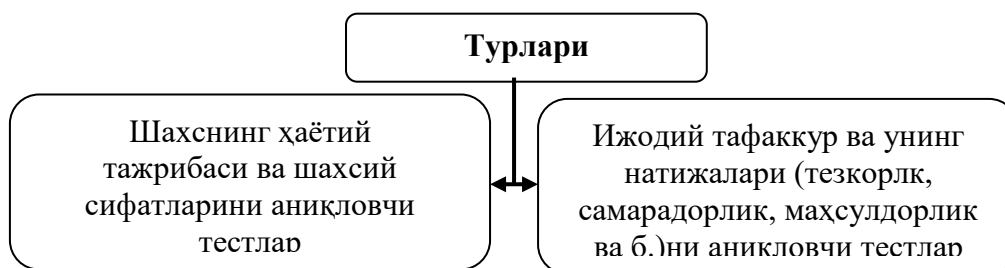 Турлари
Шахснинг ҳаётий
тажрибаси ва шахсий
сифатларини аниқловчи
тестлар
Ижодий тафаккур ва унинг
натижалари (тезкорлк,
самарадорлик, маҳсулдорлик
ва б.)ни аниқловчи тестлар